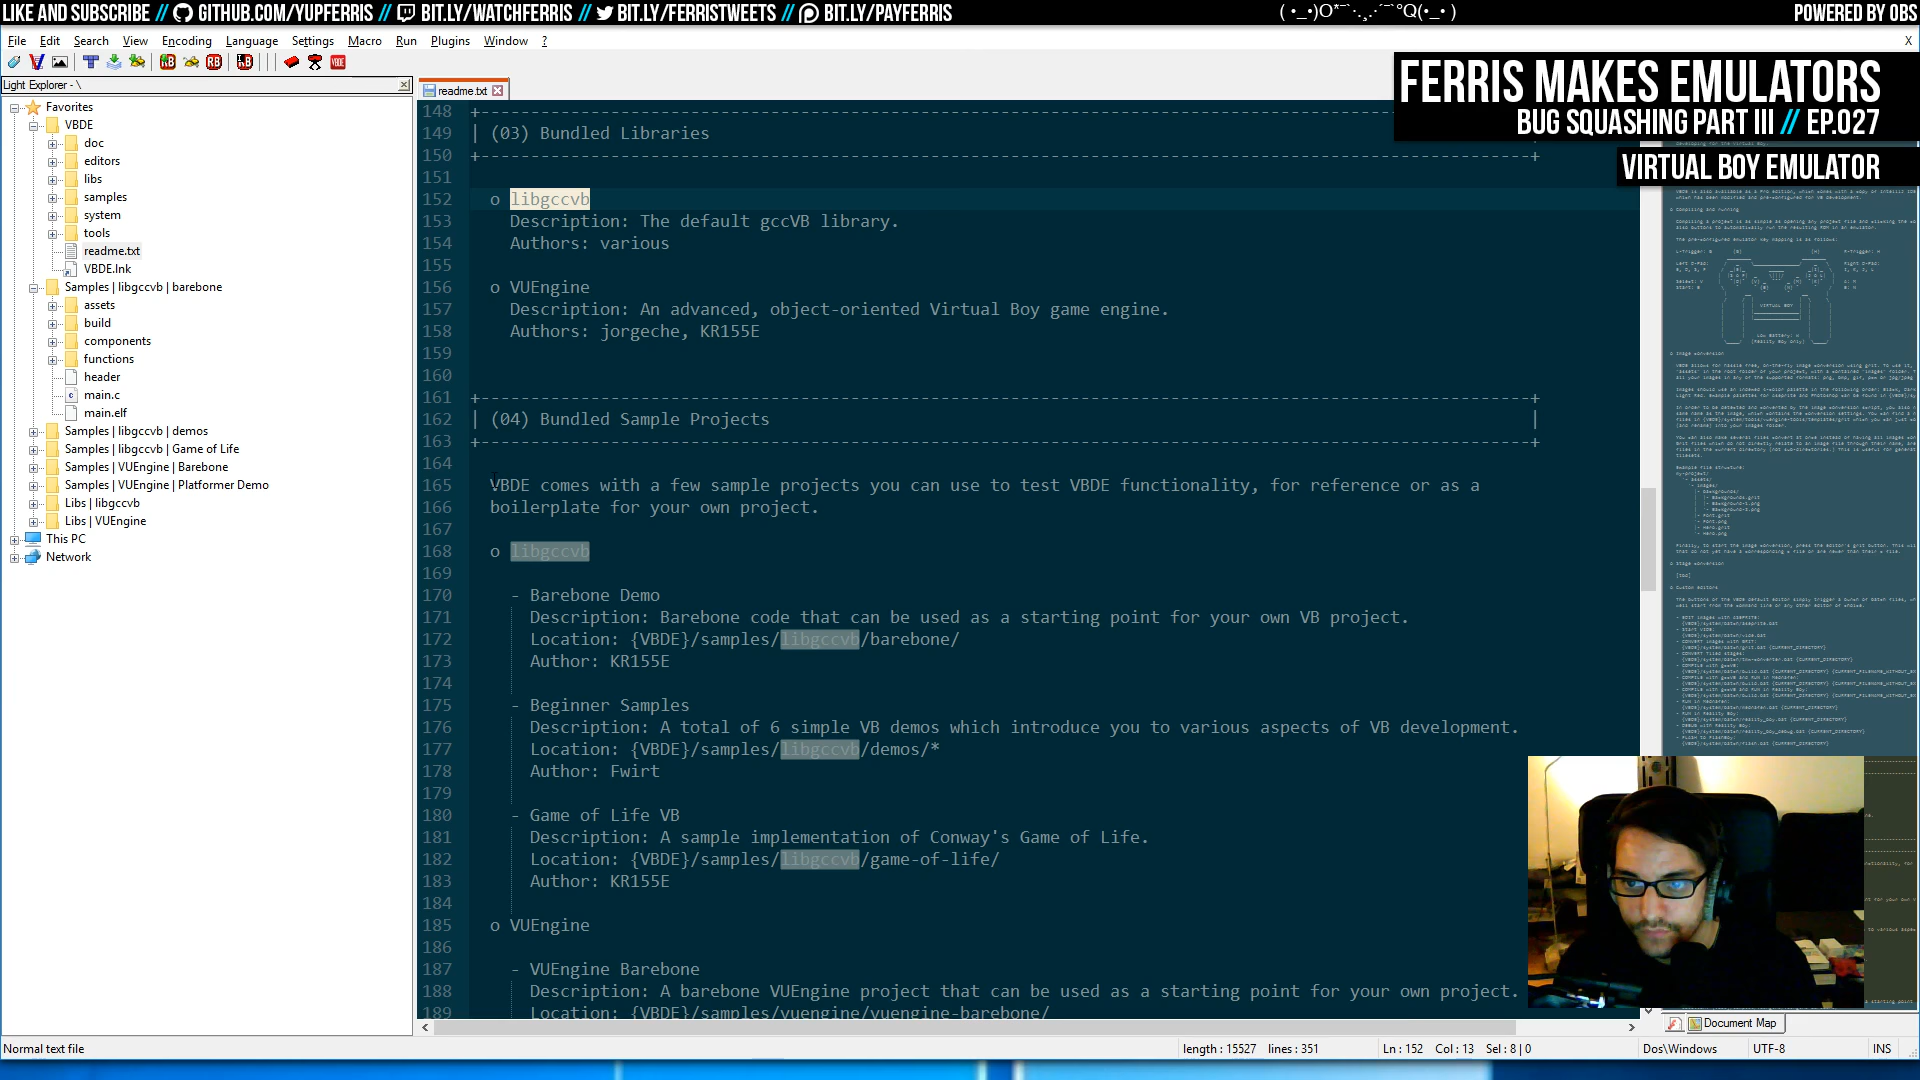 LIKE AND SUBSCRIBE // GITHUB.COM/YUPFERRIS // BIT.LY/WATCHFERRIS // BIT.LY/FERRISTWEETS // BIT.LY/PAYFERRIS
POWERED BY OBS
File Edit Search View Encoding Language Settings Macro Run Plugins Window ? X
FERRIS MAKES EMULATORS
BUG SQUASHING PART III // EP.027
VIRTUAL BOY EMULATOR
Light Explorer - \
Favorites
VBDE
doc
editors
libs
samples
system
tools
readme.txt
VBDE.lnk
Samples | libgccvb | barebone
assets
build
components
functions
header
main.c
main.elf
Samples | libgccvb | demos
Samples | libgccvb | Game of Life
Samples | VUEngine | Barebone
Samples | VUEngine | Platformer Demo
Libs | libgccvb
Libs | VUEngine
This PC
Network
readme.txt
148 +----------------------------------------------------------------------------------------------------------
149 | (03) Bundled Libraries
150 +----------------------------------------------------------------------------------------------------------+
151
152 o libgccvb
153 Description: The default gccVB library.
154 Authors: various
155
156 o VUEngine
157 Description: An advanced, object-oriented Virtual Boy game engine.
158 Authors: jorgeche, KR155E
159
160
161 +----------------------------------------------------------------------------------------------------------+
162 | (04) Bundled Sample Projects |
163 +----------------------------------------------------------------------------------------------------------+
164
165 VBDE comes with a few sample projects you can use to test VBDE functionality, for reference or as a
166 boilerplate for your own project.
167
168 o libgccvb
169
170 - Barebone Demo
171 Description: Barebone code that can be used as a starting point for your own VB project.
172 Location: {VBDE}/samples/libgccvb/barebone/
173 Author: KR155E
174
175 - Beginner Samples
176 Description: A total of 6 simple VB demos which introduce you to various aspects of VB development.
177 Location: {VBDE}/samples/libgccvb/demos/*
178 Author: Fwirt
179
180 - Game of Life VB
181 Description: A sample implementation of Conway's Game of Life.
182 Location: {VBDE}/samples/libgccvb/game-of-life/
183 Author: KR155E
184
185 o VUEngine
186
187 - VUEngine Barebone
188 Description: A barebone VUEngine project that can be used as a starting point for your own project.
189 Location: {VBDE}/samples/vuengine/vuengine-barebone/
Document Map
Normal text file
length : 15527 lines : 351
Ln : 152 Col : 13 Sel : 8 | 0
Dos\Windows
UTF-8
INS